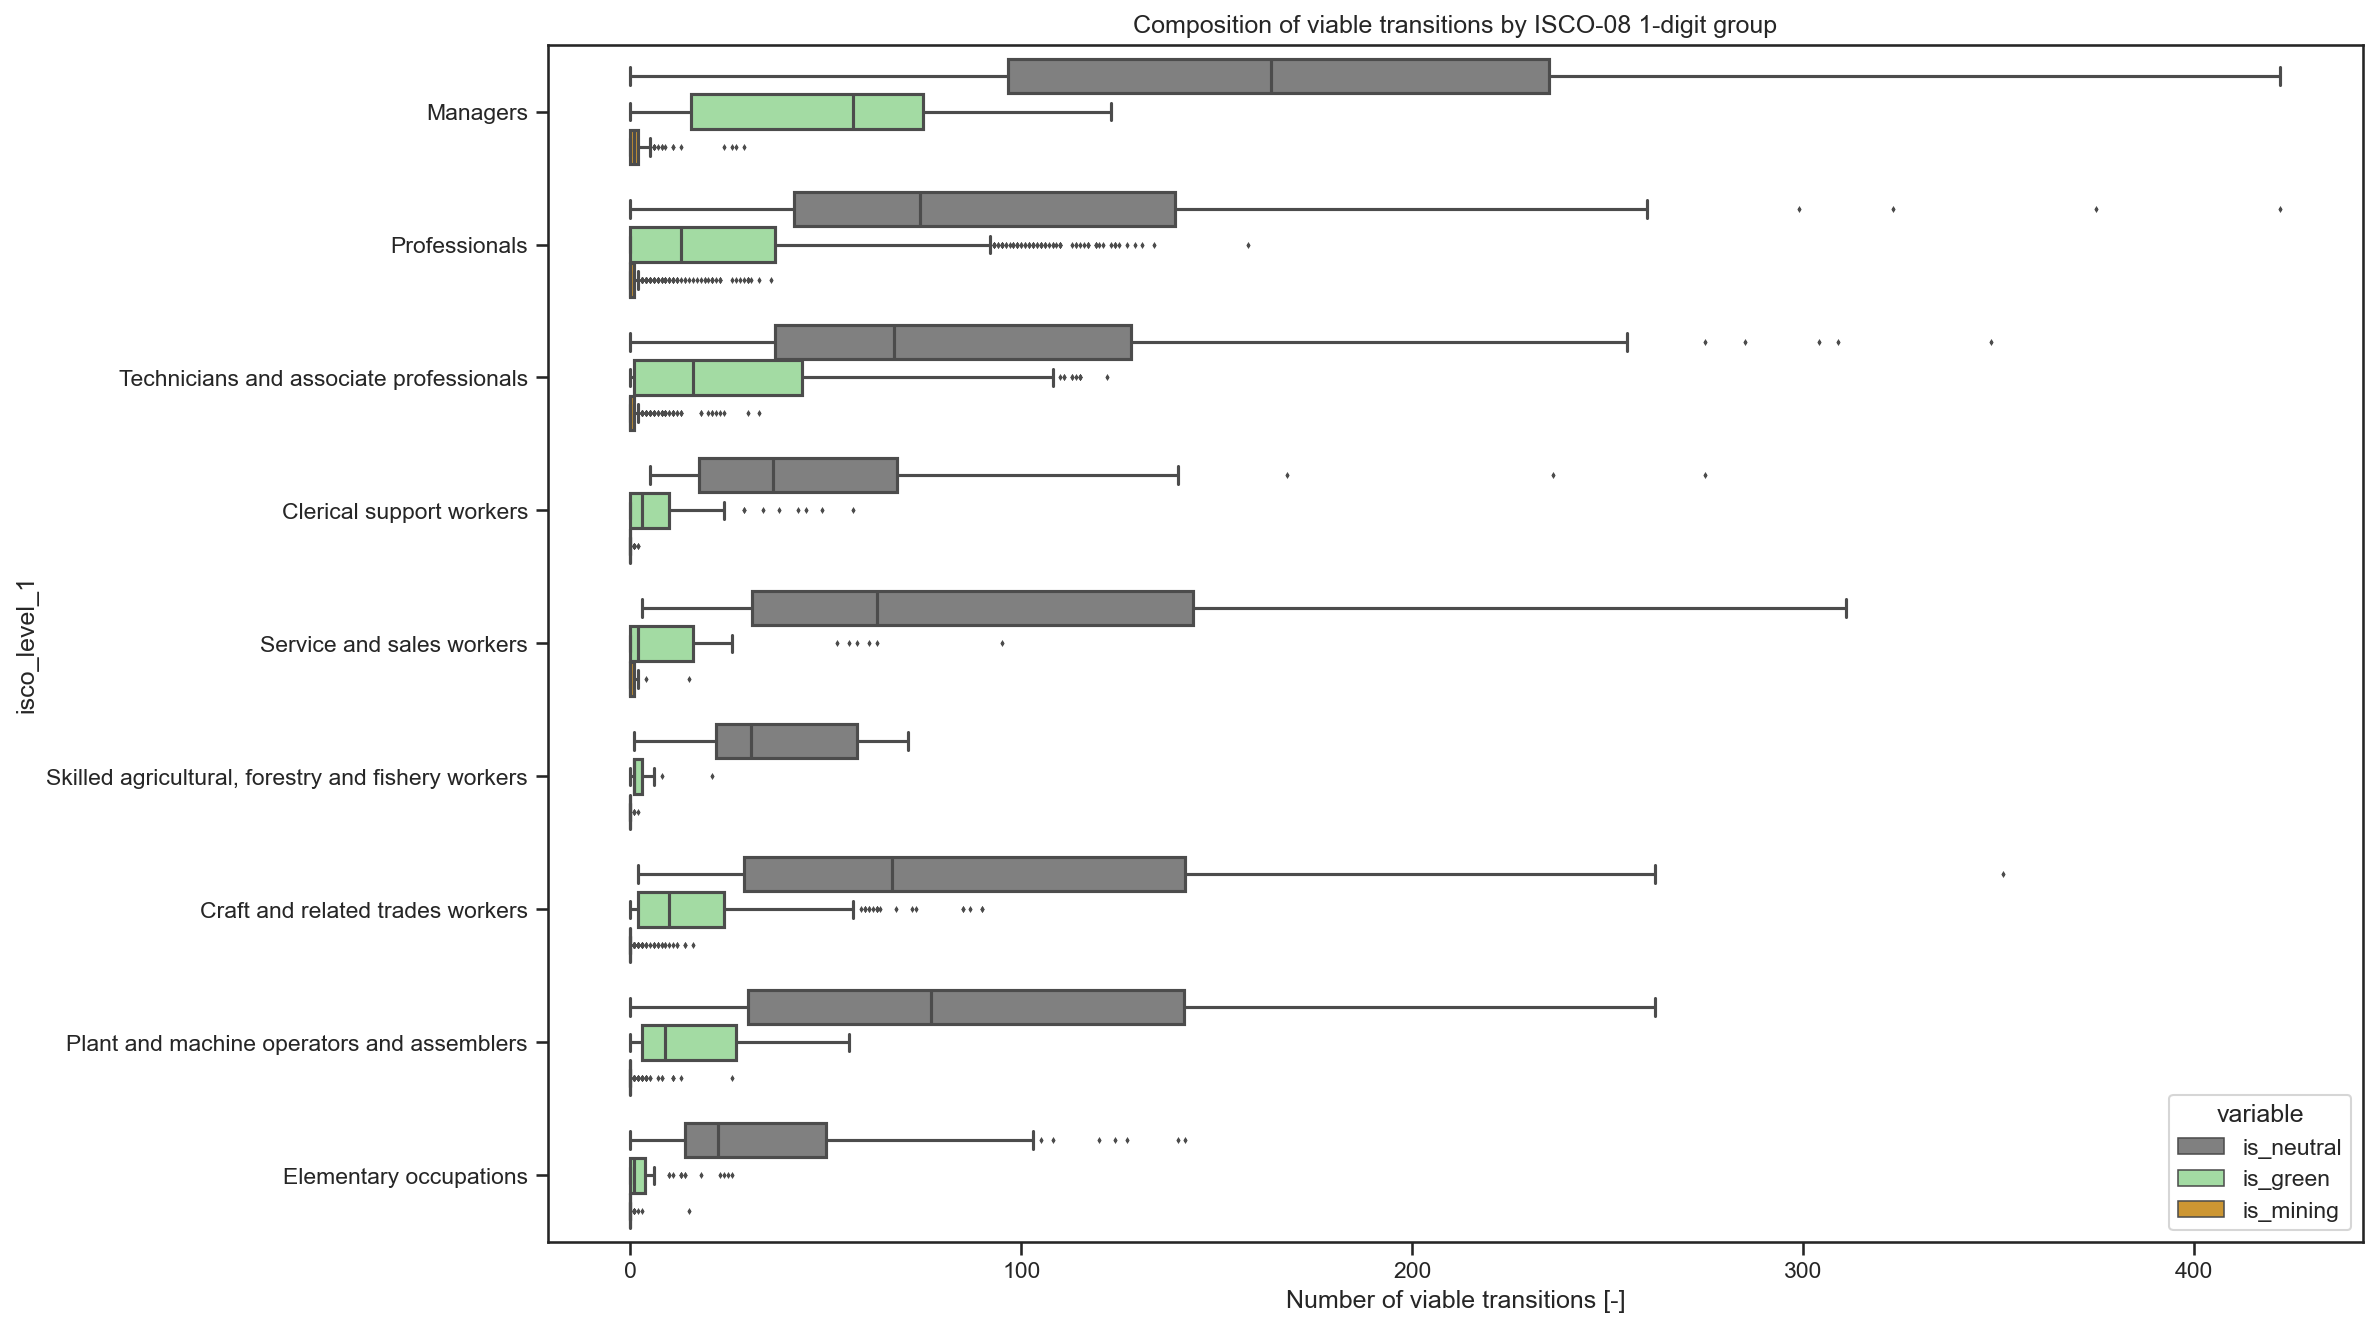 Composition of viable transitions by ISCO-08 1-digit group
isco_level_1
Managers
Professionals
Technicians and associate professionals
Clerical support workers
Service and sales workers
Skilled agricultural, forestry and fishery workers
Craft and related trades workers
Plant and machine operators and assemblers
Elementary occupations
variable
is_neutral
is_green
is_mining
0 100 200 300 400
Number of viable transitions [-]